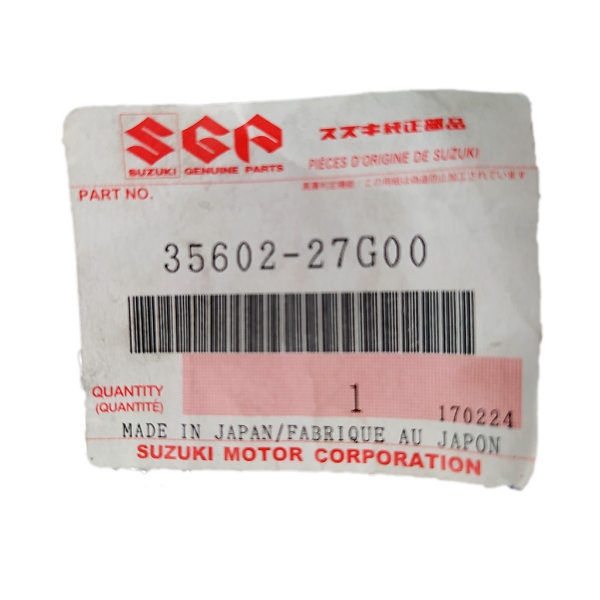 SGP スズキ純正部品
SUZUKI GENUINE PARTS PIÈCES D'ORIGINE DE SUZUKI
PART NO.
35602-27G00
QUANTITY 1
(QUANTITÉ) 170224
MADE IN JAPAN/FABRIQUE AU JAPON
SUZUKI MOTOR CORPORATION